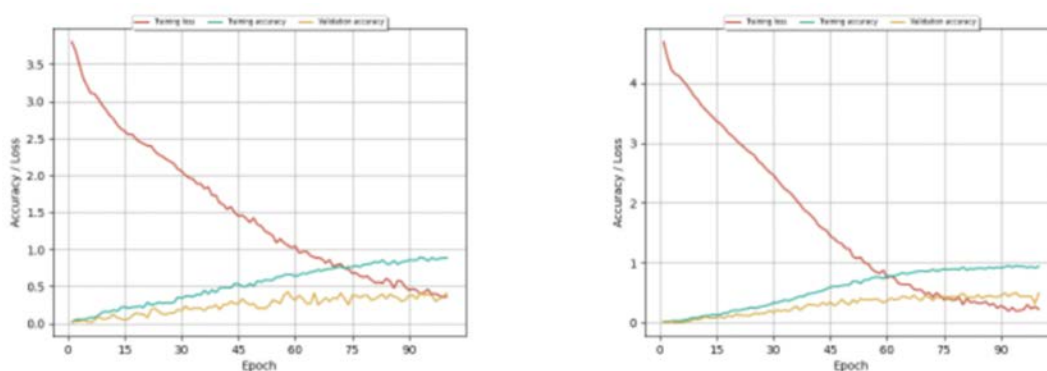 Training loss Training accuracy Validation accuracy
Accuracy / Loss
3.5
3.0
2.5
2.0
1.5
1.0
0.5
0.0
0 15 30 45 60 75 90
Epoch
Training loss Training accuracy Validation accuracy
Accuracy / Loss
4
3
2
1
0
0 15 30 45 60 75 90
Epoch